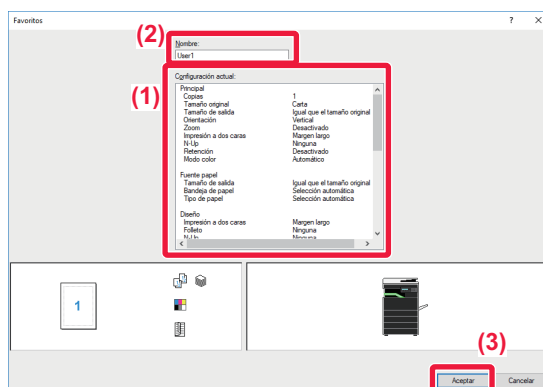 Favoritos ? X
(2)
Nombre:
User1
(1)
Configuración actual:
Principal
Copias 1
Tamaño original Carta
Tamaño de salida Igual que el tamaño original
Orientación Vertical
Zoom Desactivado
Impresión a dos caras Margen largo
N-Up Ninguna
Retención Desactivado
Modo color Automático
Fuente papel
Tamaño de salida Igual que el tamaño original
Bandeja de papel Selección automática
Tipo de papel Selección automática
Diseño
Impresión a dos caras Margen largo
Folleto Ninguna
N-Up Ninguna
1
(3)
Aceptar Cancelar